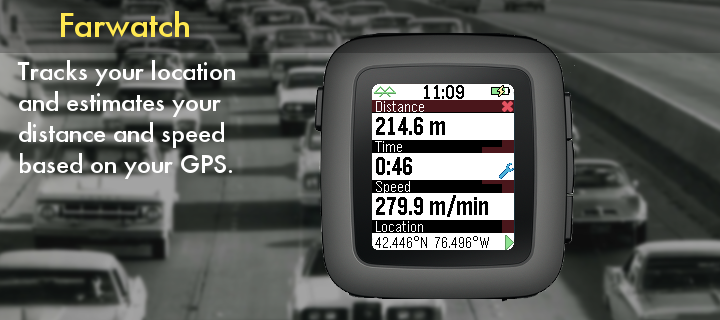 Farwatch
Tracks your location
and estimates your
distance and speed
based on your GPS.
11:09
Distance
214.6 m
Time
0:46
Speed
279.9 m/min
Location
42.446°N 76.496°W